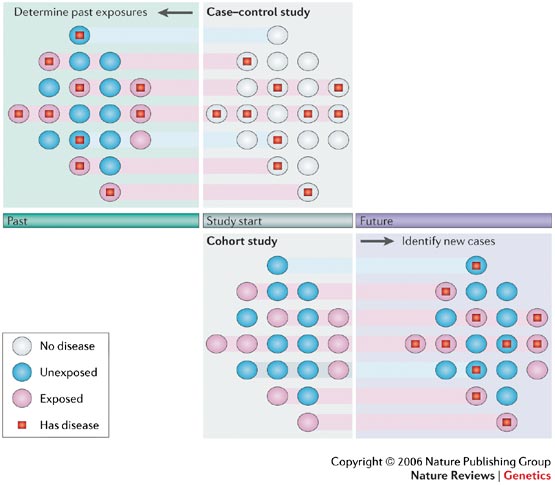 Determine past exposures
Case–control study
Past
Study start
Future
Cohort study
Identify new cases
No disease
Unexposed
Exposed
Has disease
Copyright © 2006 Nature Publishing Group
Nature Reviews | Genetics